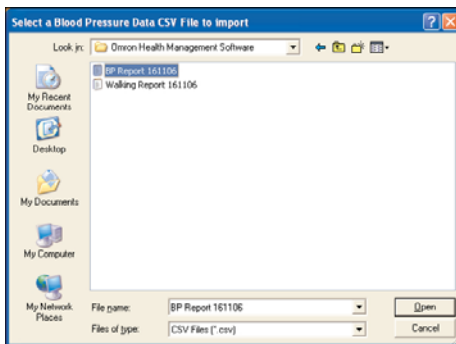 Select a Blood Pressure Data CSV File to import
Look in:
Omron Health Management Software
BP Report 161106
Walking Report 161106
My Recent
Documents
Desktop
My Documents
My Computer
My Network
Places
File name:
BP Report 161106
Open
Files of type:
CSV Files (*.csv)
Cancel